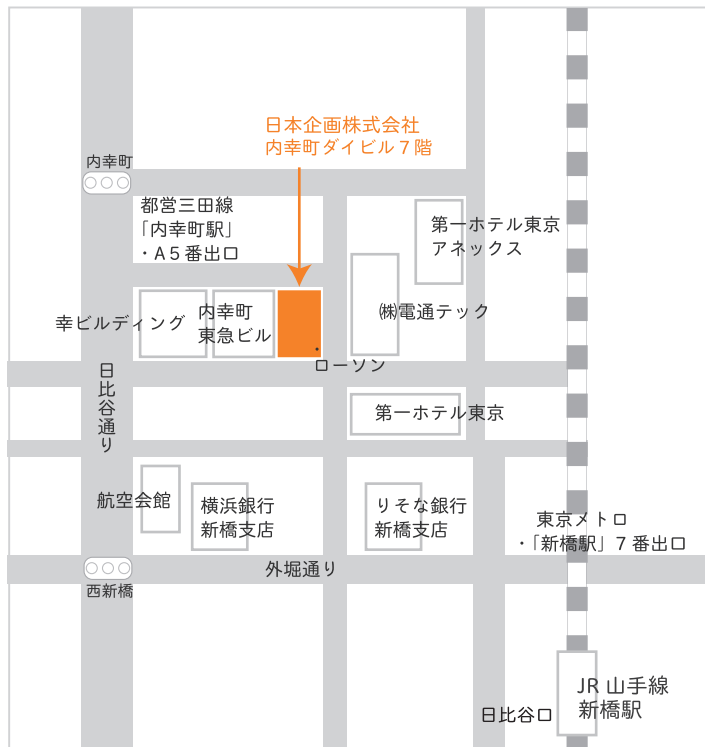 日本企画株式会社
内幸町ダイビル７階
内幸町
都営三田線
「内幸町駅」
・A５番出口
第一ホテル東京
アネックス
㈱電通テック
幸ビルディング
内幸町
東急ビル
ローソン
日比谷通り
第一ホテル東京
航空会館
横浜銀行
新橋支店
りそな銀行
新橋支店
東京メトロ
・「新橋駅」７番出口
外堀通り
西新橋
JR 山手線
新橋駅
日比谷口